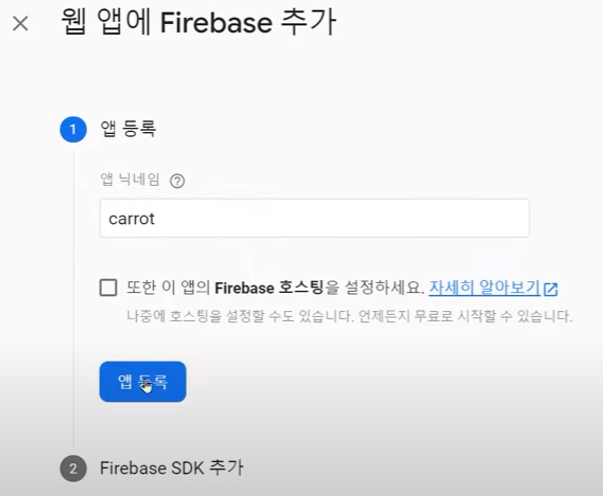 웹 앱에 Firebase 추가
1 앱 등록
앱 닉네임
carrot
또한 이 앱의 Firebase 호스팅을 설정하세요. 자세히 알아보기
나중에 호스팅을 설정할 수도 있습니다. 언제든지 무료로 시작할 수 있습니다.
앱 등록
2 Firebase SDK 추가